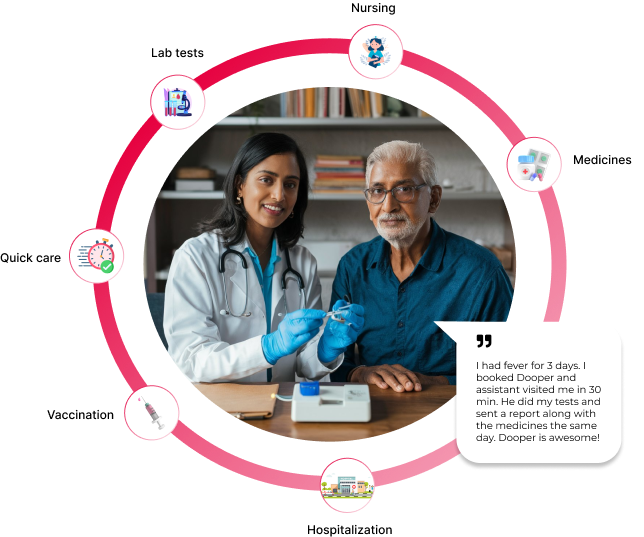 Nursing
Lab tests
Medicines
Quick care
Vaccination
Hospitalization
”
I had fever for 3 days. I
booked Dooper and
assistant visited me in 30
min. He did my tests and
sent a report along with
the medicines the same
day. Dooper is awesome!